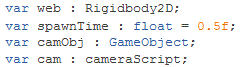 var web : Rigidbody2D;
var spawnTime : float = 0.5f;
var camObj : GameObject;
var cam : cameraScript;